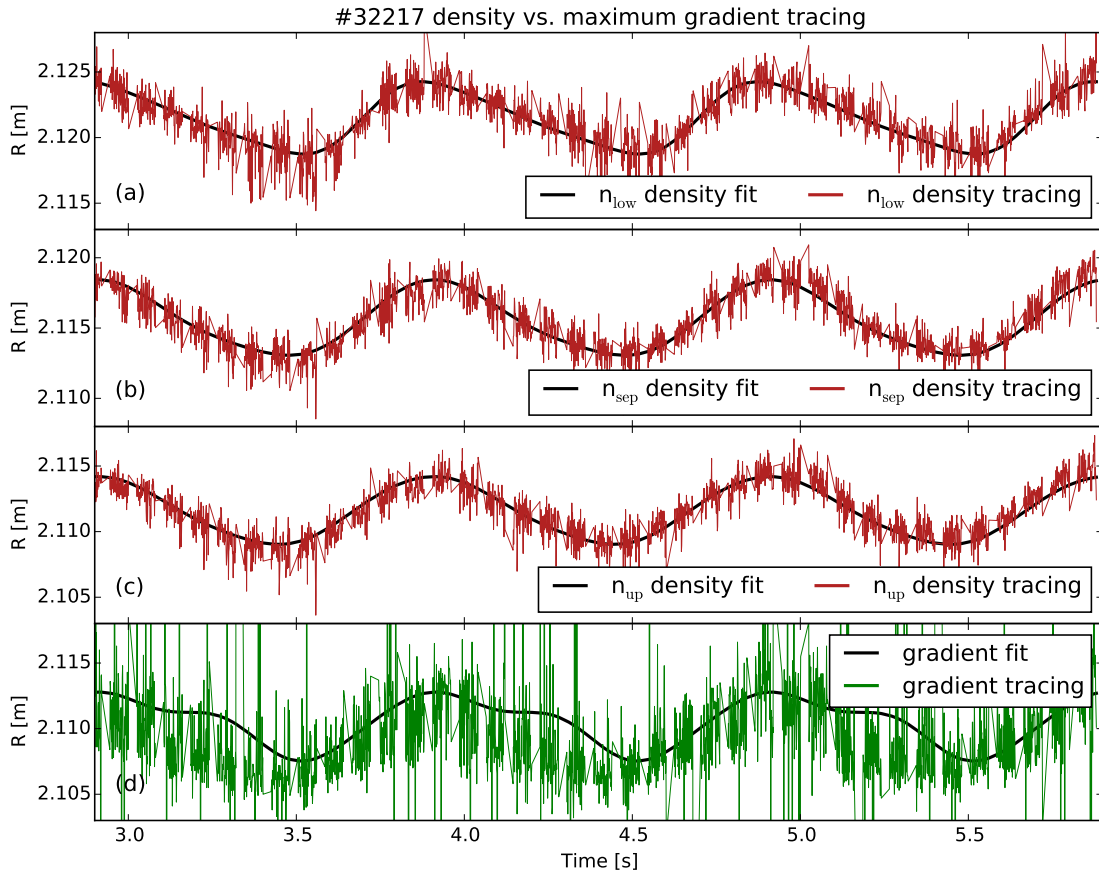 #32217 density vs. maximum gradient tracing
2.125
2.120
2.115
R [m]
(a)
n_low density fit
n_low density tracing
2.120
2.115
2.110
R [m]
(b)
n_sep density fit
n_sep density tracing
2.115
2.110
2.105
R [m]
(c)
n_up density fit
n_up density tracing
2.115
2.110
2.105
R [m]
(d)
gradient fit
gradient tracing
3.0 3.5 4.0 4.5 5.0 5.5
Time [s]